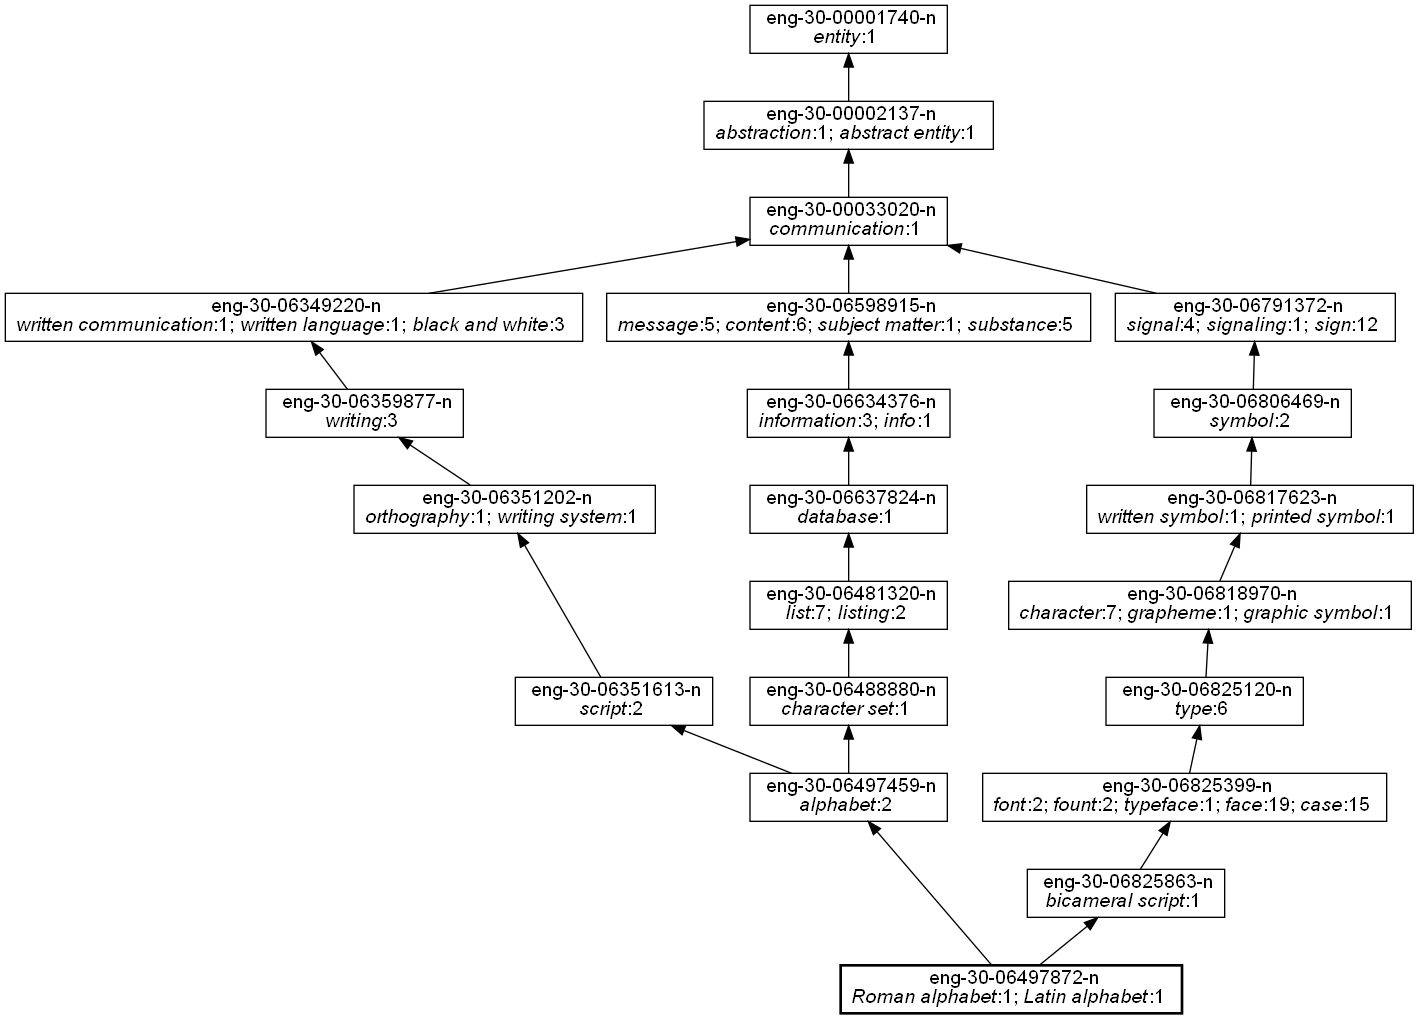 eng-30-00001740-n
entity:1
eng-30-00002137-n
abstraction:1; abstract entity:1
eng-30-00033020-n
communication:1
eng-30-06349220-n
written communication:1; written language:1; black and white:3
eng-30-06598915-n
message:5; content:6; subject matter:1; substance:5
eng-30-06791372-n
signal:4; signaling:1; sign:12
eng-30-06359877-n
writing:3
eng-30-06634376-n
information:3; info:1
eng-30-06806469-n
symbol:2
eng-30-06351202-n
orthography:1; writing system:1
eng-30-06637824-n
database:1
eng-30-06817623-n
written symbol:1; printed symbol:1
eng-30-06481320-n
list:7; listing:2
eng-30-06818970-n
character:7; grapheme:1; graphic symbol:1
eng-30-06351613-n
script:2
eng-30-06488880-n
character set:1
eng-30-06825120-n
type:6
eng-30-06497459-n
alphabet:2
eng-30-06825399-n
font:2; fount:2; typeface:1; face:19; case:15
eng-30-06825863-n
bicameral script:1
eng-30-06497872-n
Roman alphabet:1; Latin alphabet:1